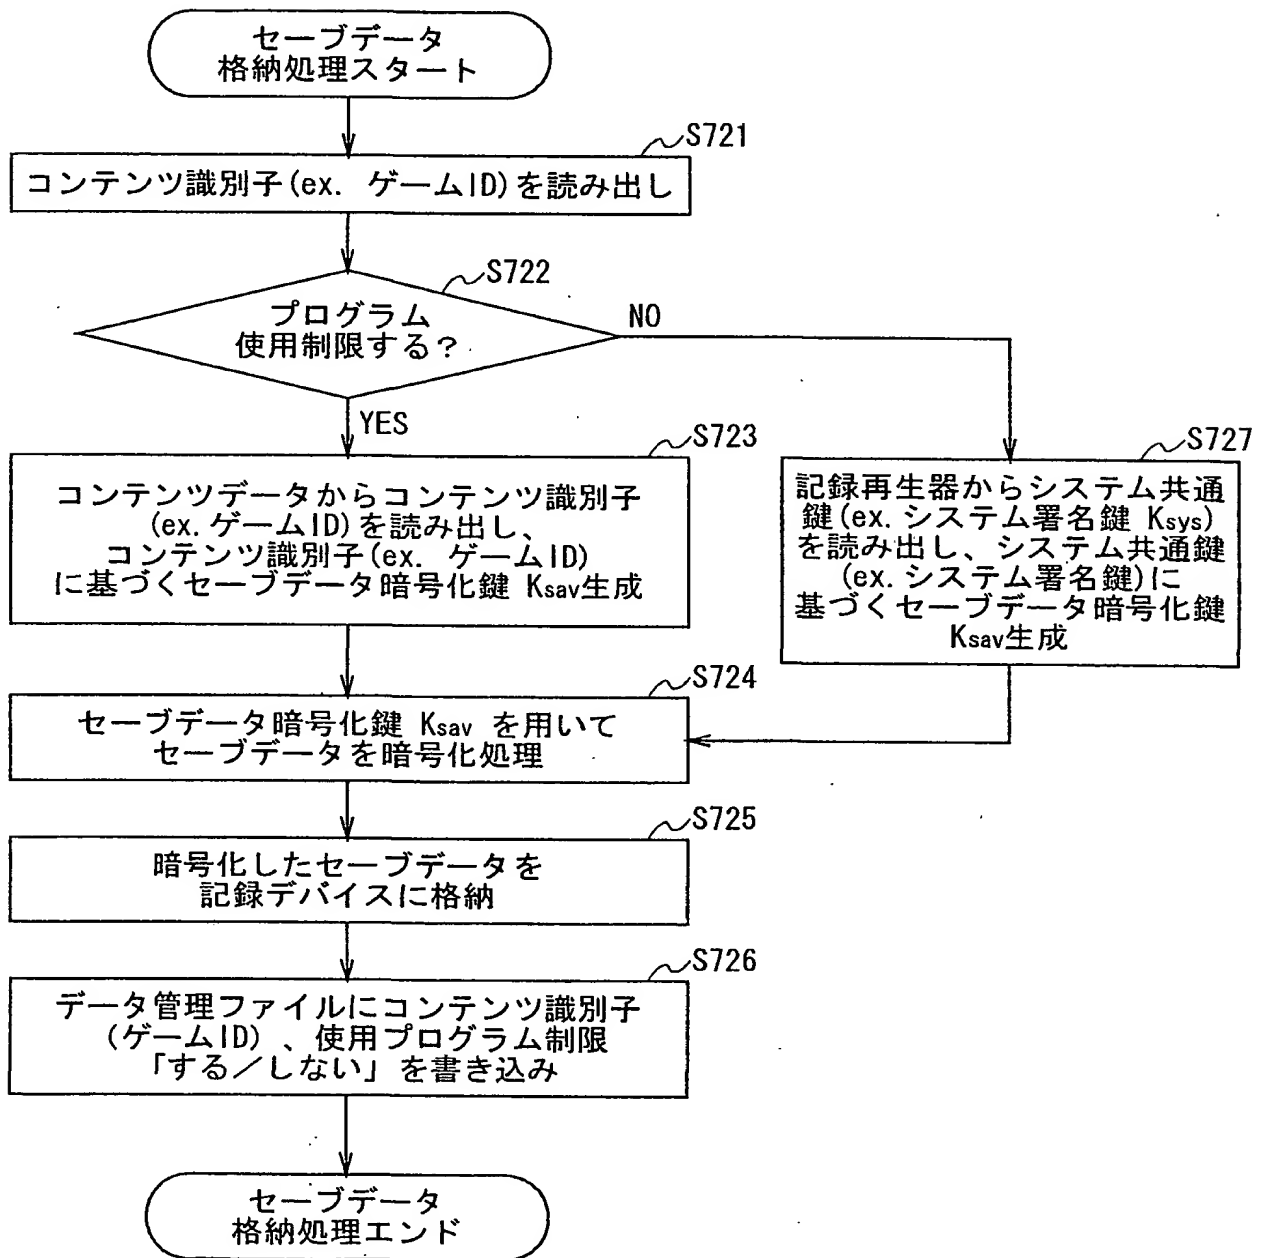 セーブデータ
格納処理スタート
S721
コンテンツ識別子(ex. ゲームID)を読み出し
S722
プログラム
使用制限する?
NO
YES
S723
コンテンツデータからコンテンツ識別子
(ex.ゲームID)を読み出し、
コンテンツ識別子(ex. ゲームID)
に基づくセーブデータ暗号化鍵 Ksav生成
S727
記録再生器からシステム共通
鍵(ex.システム署名鍵 Ksys)
を読み出し、システム共通鍵
(ex.システム署名鍵)に
基づくセーブデータ暗号化鍵
Ksav生成
S724
セーブデータ暗号化鍵 Ksav を用いて
セーブデータを暗号化処理
S725
暗号化したセーブデータを
記録デバイスに格納
S726
データ管理ファイルにコンテンツ識別子
(ゲームID)、使用プログラム制限
「する/しない」を書き込み
セーブデータ
格納処理エンド